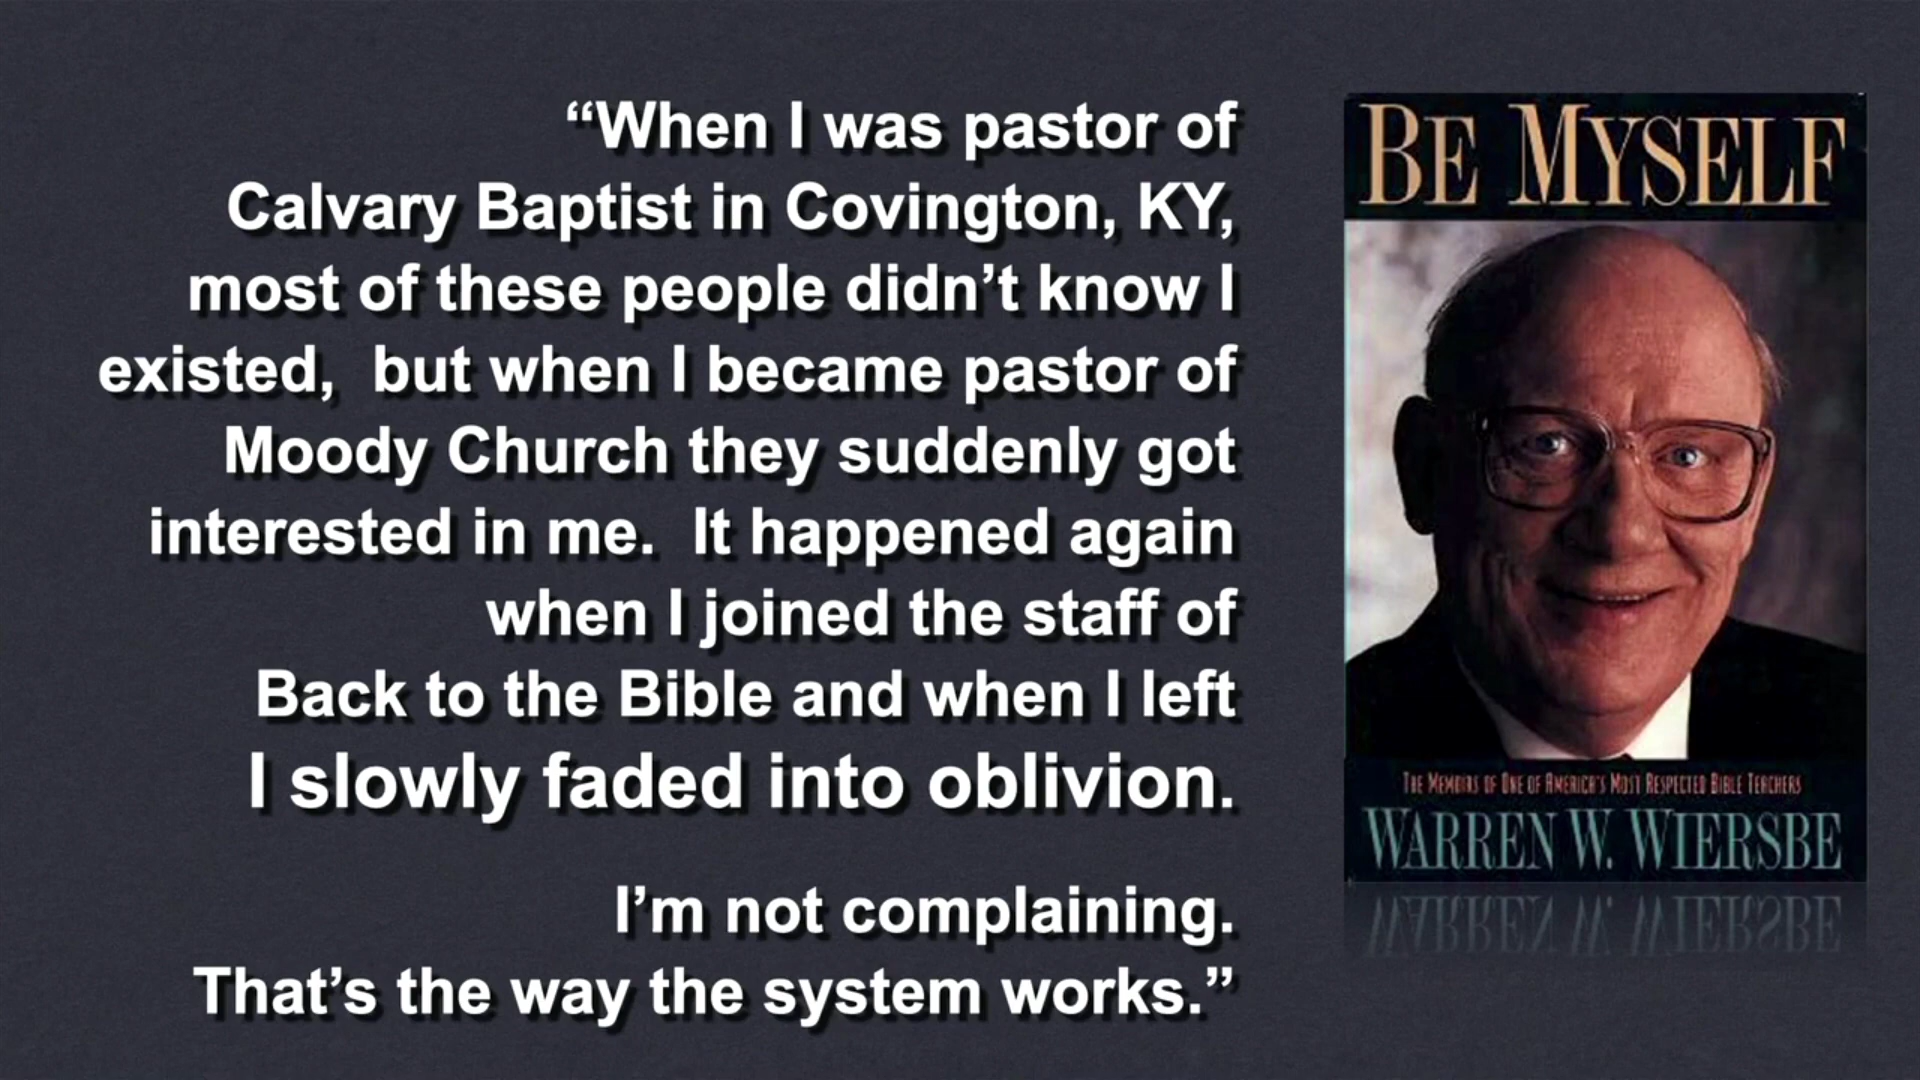 “When I was pastor of
Calvary Baptist in Covington, KY,
most of these people didn’t know I
existed,  but when I became pastor of
Moody Church they suddenly got
interested in me.  It happened again
when I joined the staff of
Back to the Bible and when I left
I slowly faded into oblivion.
I’m not complaining.
That’s the way the system works.”
BE MYSELF
THE MEMOIRS OF ONE OF AMERICA'S MOST RESPECTED BIBLE TEACHERS
WARREN W. WIERSBE